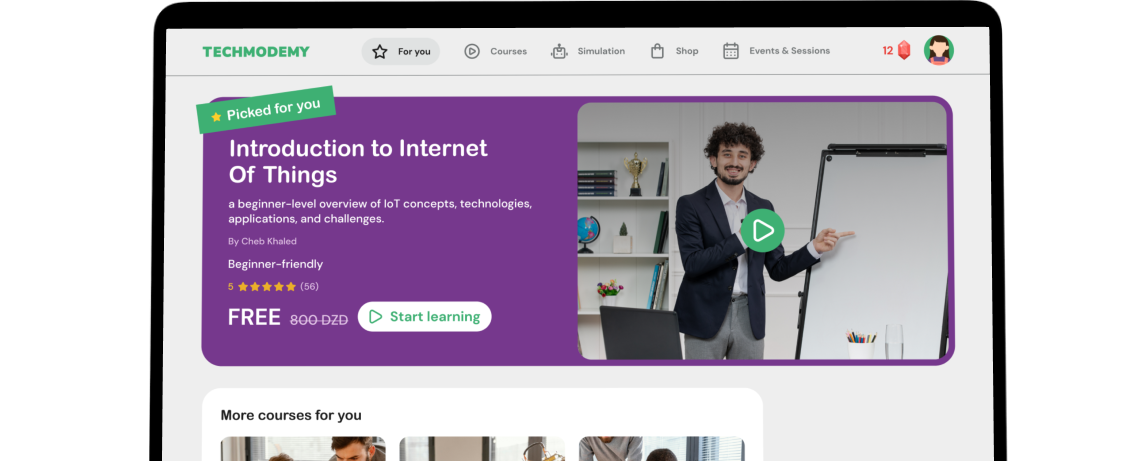 TECHMODEMY
For you
Courses
Simulation
Shop
Events & Sessions
12
Picked for you
Introduction to Internet
Of Things
a beginner-level overview of IoT concepts, technologies,
applications, and challenges.
By Cheb Khaled
Beginner-friendly
5
(56)
FREE 800 DZD Start learning
More courses for you